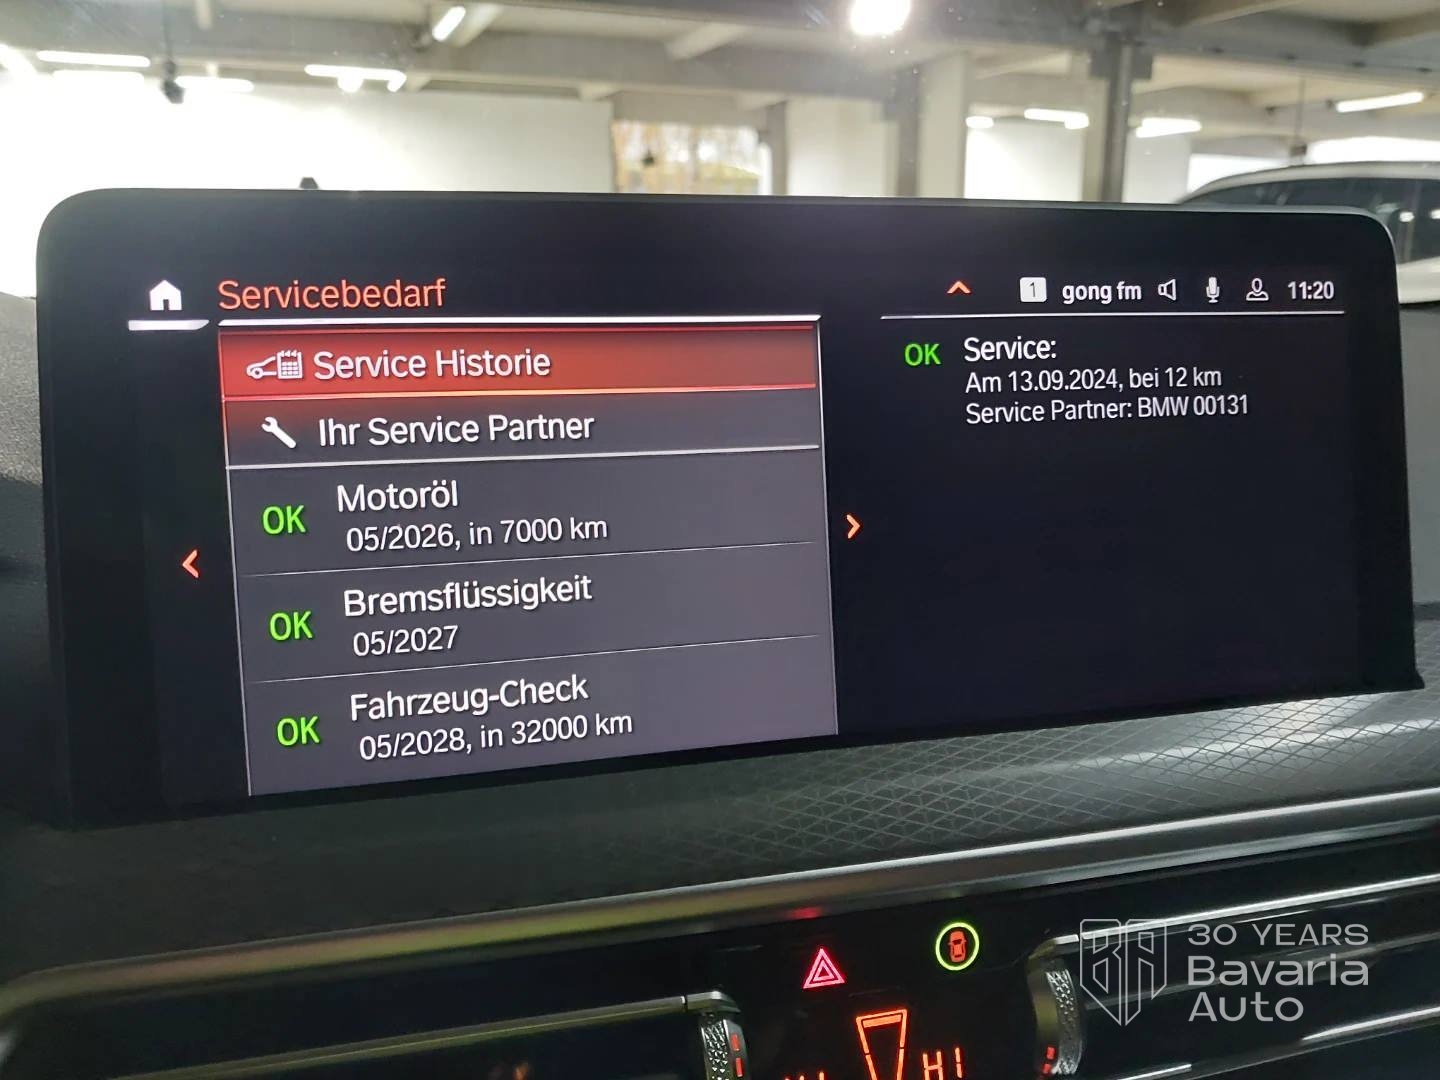 Servicebedarf
1 gong fm 11:20
Service Historie
Ihr Service Partner
OK Motoröl
05/2026, in 7000 km
OK Bremsflüssigkeit
05/2027
OK Fahrzeug-Check
05/2028, in 32000 km
OK Service:
Am 13.09.2024, bei 12 km
Service Partner: BMW 00131
HI
BA
30 YEARS
Bavaria
Auto